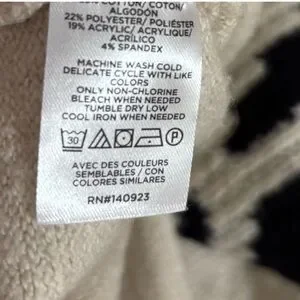 COTTON/ COTON/
ALGODÓN
22% POLYESTER/ POLIÉSTER
19% ACRYLIC/ ACRYLIQUE/
ACRÍLICO
4% SPANDEX
MACHINE WASH COLD
DELICATE CYCLE WITH LIKE
COLORS
ONLY NON-CHLORINE
BLEACH WHEN NEEDED
TUMBLE DRY LOW
COOL IRON WHEN NEEDED
30 P
AVEC DES COULEURS
SEMBLABLES / CON
COLORES SIMILARES
RN#140923